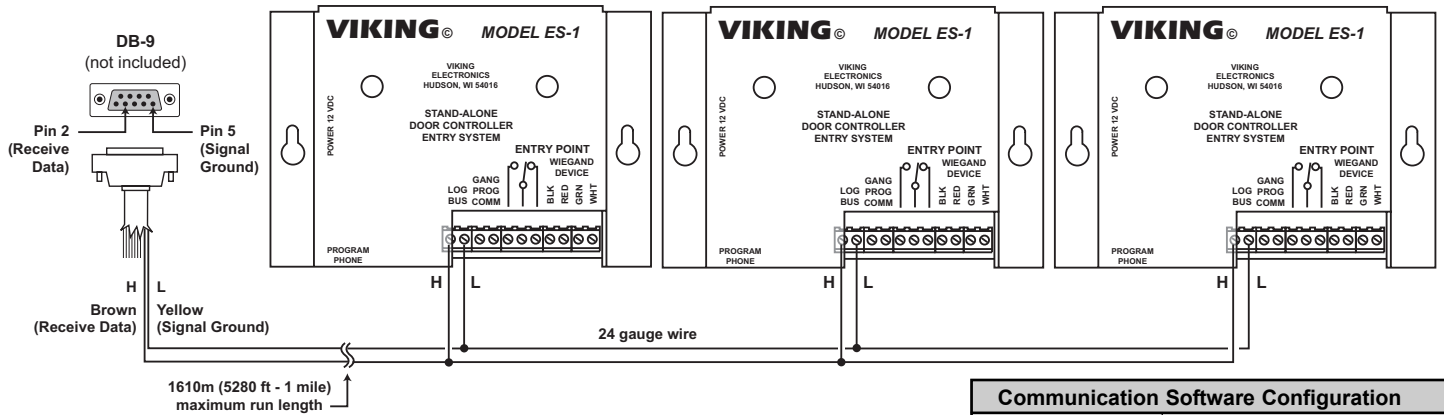 DB-9
(not included)
Pin 2
(Receive
Data)
Pin 5
(Signal
Ground)
H L
Brown
(Receive Data)
Yellow
(Signal Ground)
1610m (5280 ft - 1 mile)
maximum run length
24 gauge wire
VIKING© MODEL ES-1
VIKING
ELECTRONICS
HUDSON, WI 54016
POWER 12 VDC
STAND-ALONE
DOOR CONTROLLER
ENTRY SYSTEM
ENTRY POINT
WIEGAND
DEVICE
LOG
BUS
GANG
PROG
COMM
BLK
RED
GRN
WHT
PROGRAM
PHONE
H L
VIKING© MODEL ES-1
VIKING
ELECTRONICS
HUDSON, WI 54016
POWER 12 VDC
STAND-ALONE
DOOR CONTROLLER
ENTRY SYSTEM
ENTRY POINT
WIEGAND
DEVICE
LOG
BUS
GANG
PROG
COMM
BLK
RED
GRN
WHT
PROGRAM
PHONE
H L
VIKING© MODEL ES-1
VIKING
ELECTRONICS
HUDSON, WI 54016
POWER 12 VDC
STAND-ALONE
DOOR CONTROLLER
ENTRY SYSTEM
ENTRY POINT
WIEGAND
DEVICE
LOG
BUS
GANG
PROG
COMM
BLK
RED
GRN
WHT
PROGRAM
PHONE
H L
Communication Software Configuration